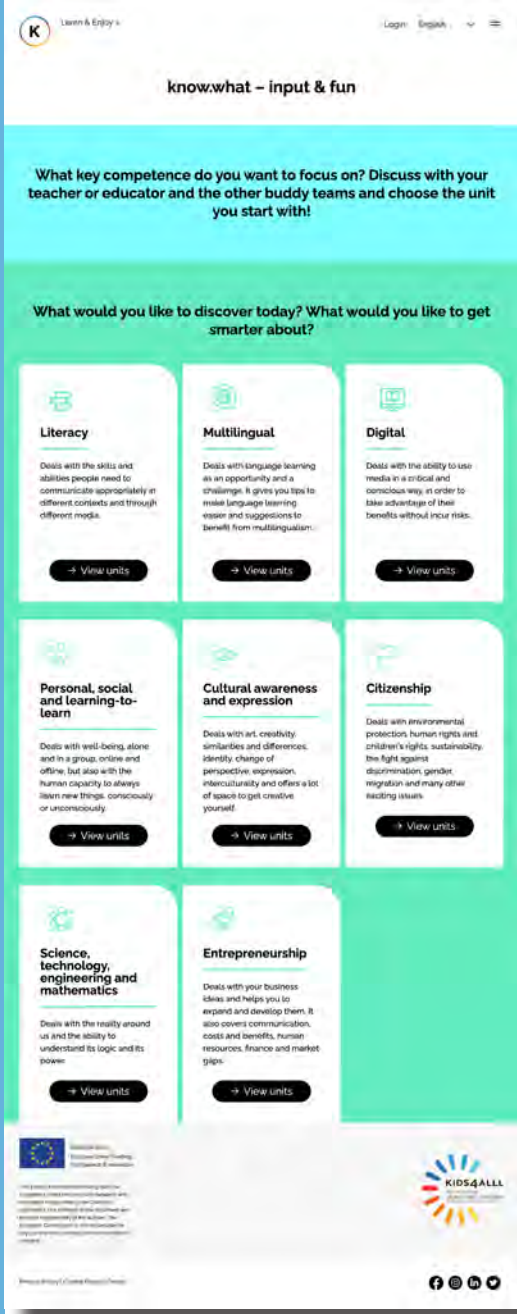 K
Login English
know.what – input & fun
What key competence do you want to focus on? Discuss with your
teacher or educator and the other buddy teams and choose the unit
you start with!
What would you like to discover today? What would you like to get
smarter about?
Literacy
Deals with the skills and
abilities people need to
communicate appropriately in
different contexts and through
different media.
→ View units
Multilingual
Deals with language learning
as an opportunity and a
challenge. It gives you tips to
make language learning
easier and suggestions to
benefit from multilingualism.
→ View units
Digital
Deals with the ability to use
media in a critical and
conscious way, in order to
take advantage of their
benefits without incur risks.
→ View units
Personal, social
and learning-to-
learn
Deals with well-being, alone
and in a group, online and
offline, but also with the
human capacity to always
learn new things, consciously
or unconsciously.
→ View units
Cultural awareness
and expression
Deals with art, creativity,
similarities and differences,
identity, change of
perspective, expression,
interculturality and offers a lot
of space to get creative
yourself.
→ View units
Citizenship
Deals with environmental
protection, human rights and
children's rights, sustainability,
the fight against
discrimination, gender,
migration and many other
exciting issues.
→ View units
Science,
technology,
engineering and
mathematics
Deals with the reality around
us and the ability to
understand its logic and its
power.
→ View units
Entrepreneurship
Deals with your business
ideas and helps you to
expand and develop them. It
also covers communication,
costs and benefits, human
resources, finance and market
gaps.
→ View units
KIDS4ALLL